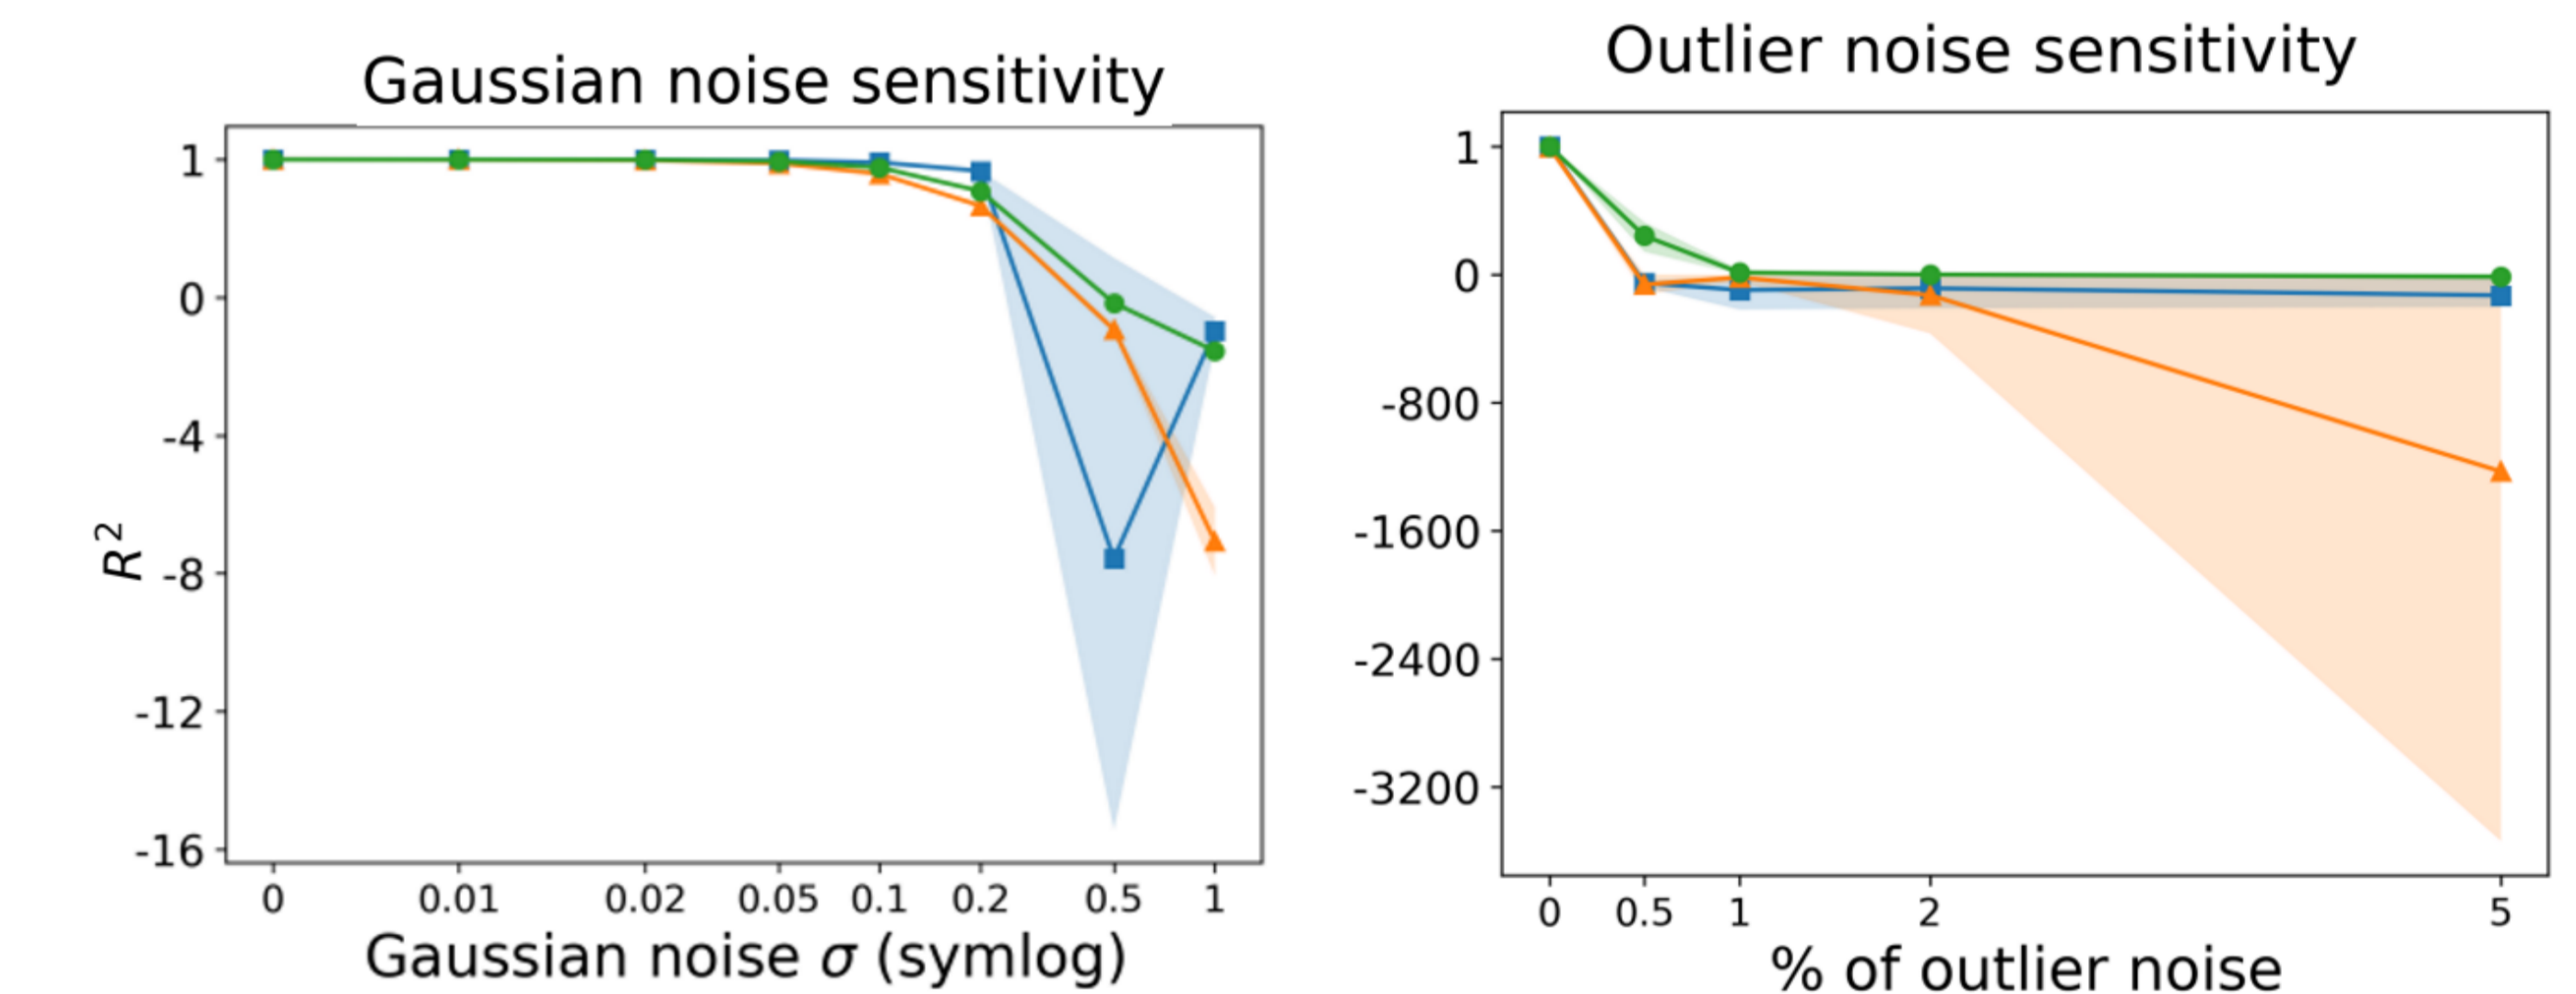 Gaussian noise sensitivity
1
0
-4
-8
-12
-16
R²
0 0.01 0.02 0.05 0.1 0.2 0.5 1
Gaussian noise σ (symlog)
Outlier noise sensitivity
1
0
-800
-1600
-2400
-3200
0 0.5 1 2 5
% of outlier noise